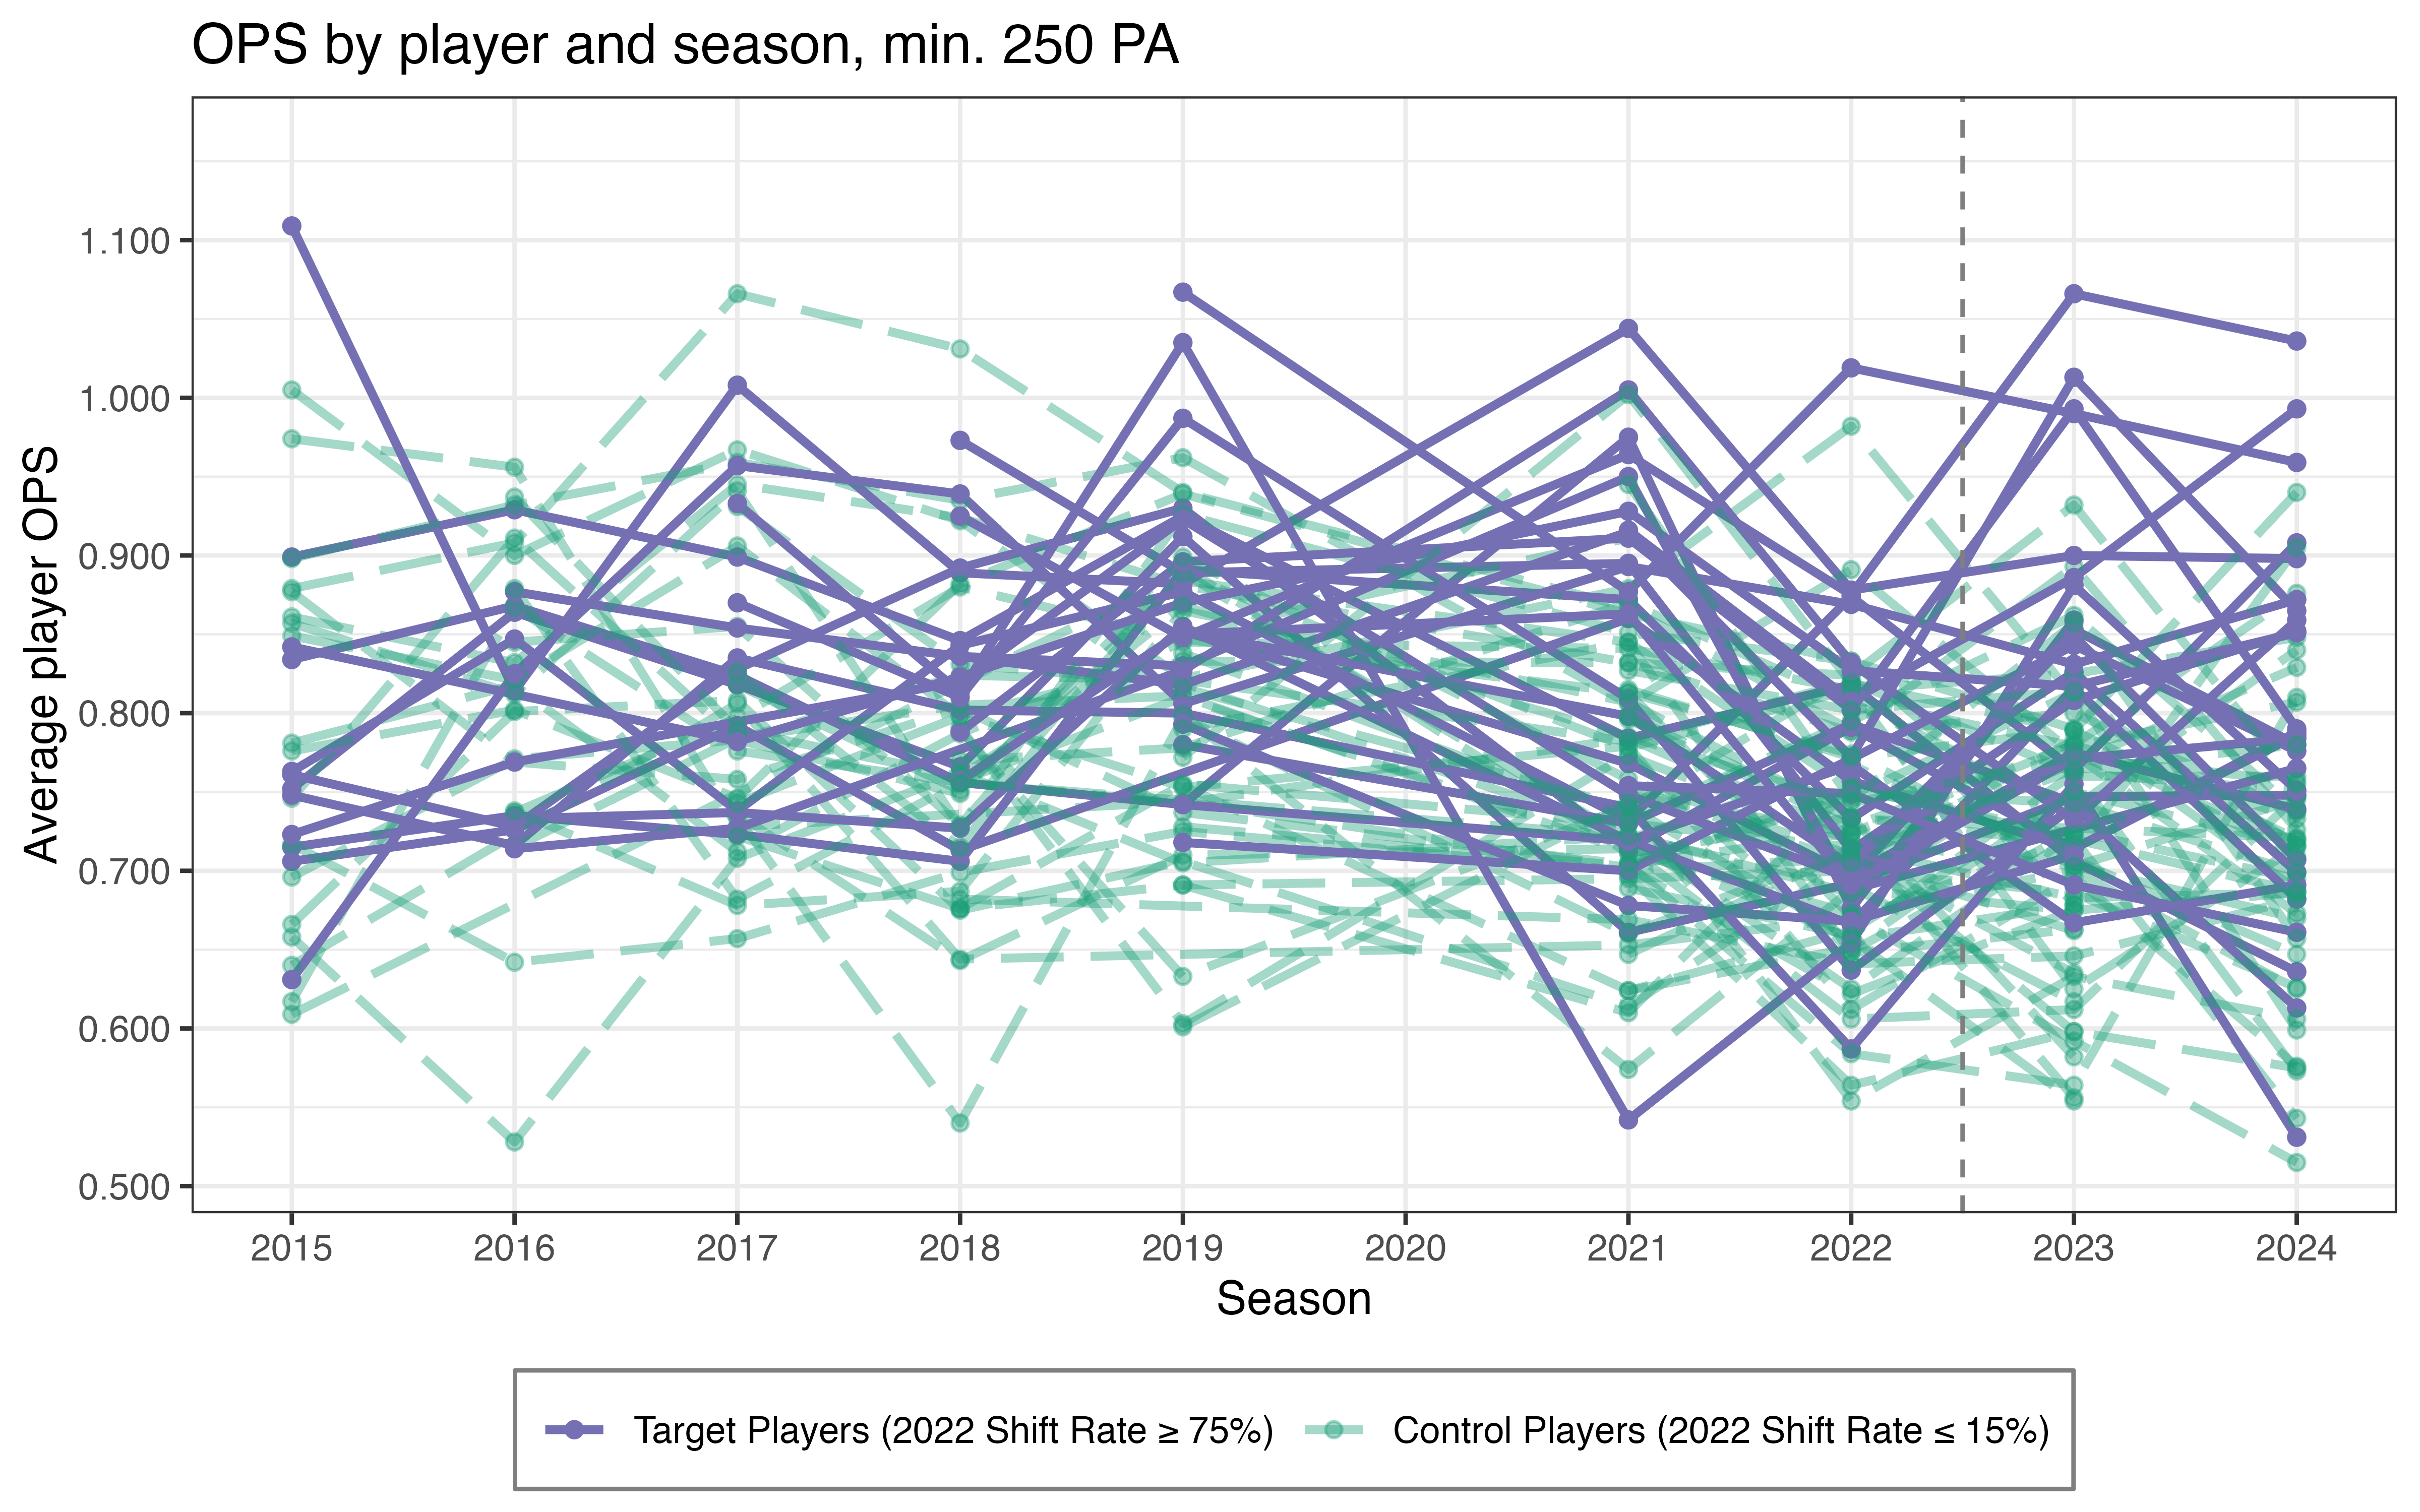 OPS by player and season, min. 250 PA
Average player OPS
1.100
1.000
0.900
0.800
0.700
0.600
0.500
2015 2016 2017 2018 2019 2020 2021 2022 2023 2024
Season
Target Players (2022 Shift Rate ≥ 75%) Control Players (2022 Shift Rate ≤ 15%)